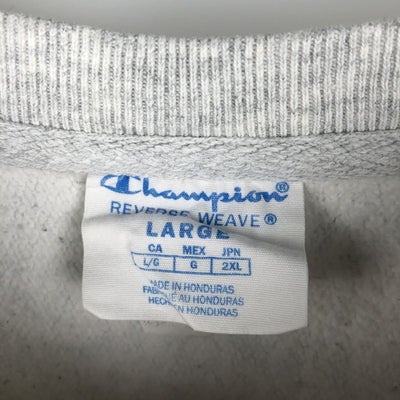 Champion®
REVERSE WEAVE®
LARGE
CA MEX JPN
L/G G 2XL
MADE IN HONDURAS
FABRIQUÉ AU HONDURAS
HECHO EN HONDURAS